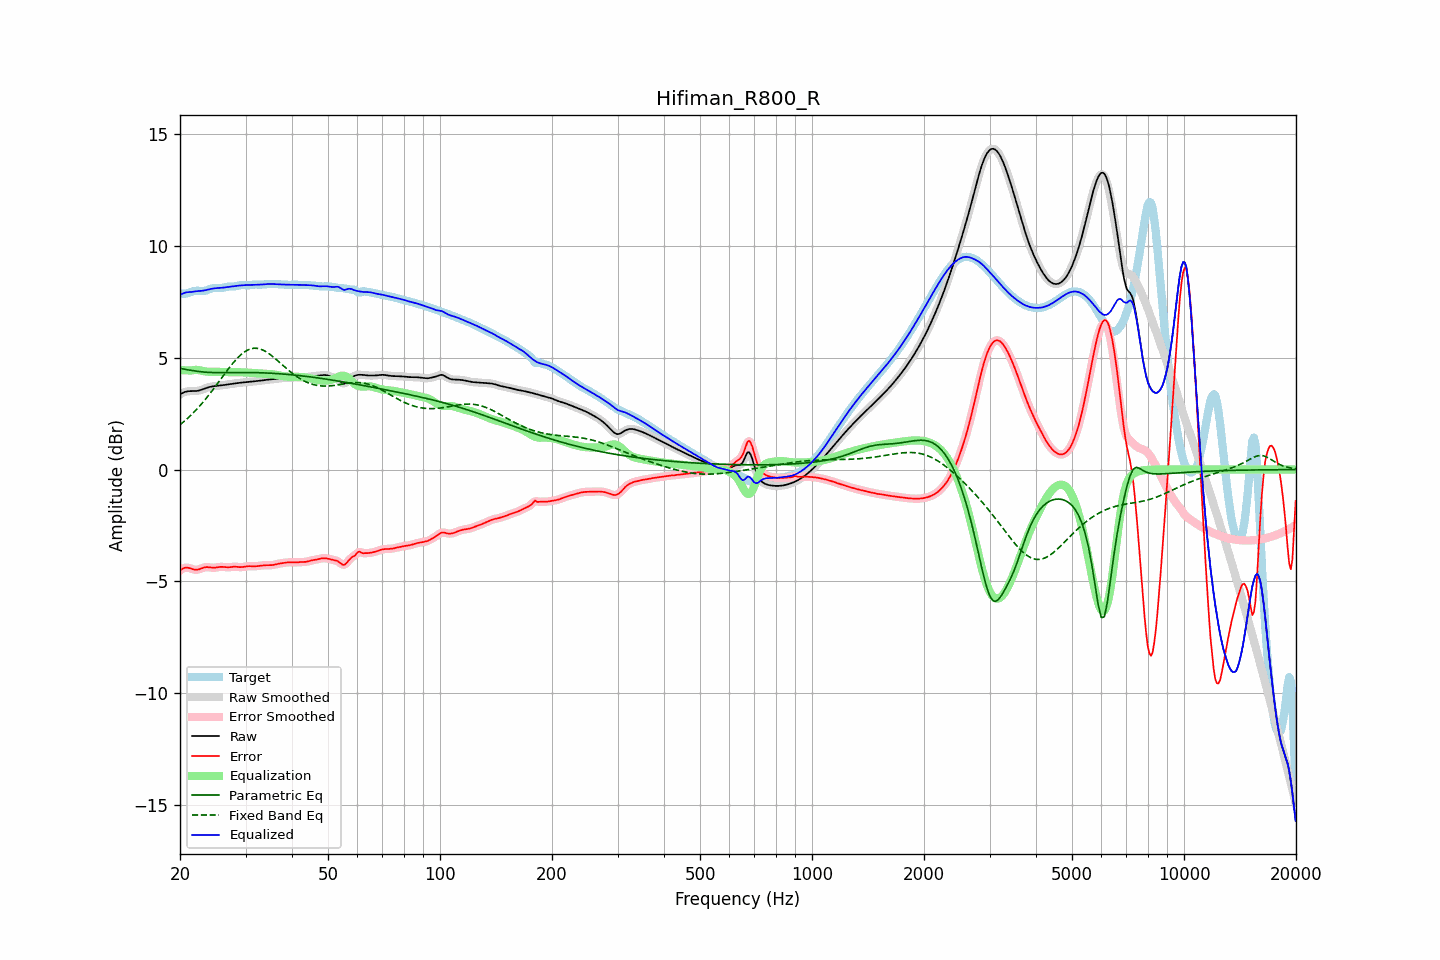 Hifiman_R800_R
Amplitude (dBr)
15
10
5
0
−5
−10
−15
Target
Raw Smoothed
Error Smoothed
Raw
Error
Equalization
Parametric Eq
Fixed Band Eq
Equalized
20 50 100 200 500 1000 2000 5000 10000 20000
Frequency (Hz)